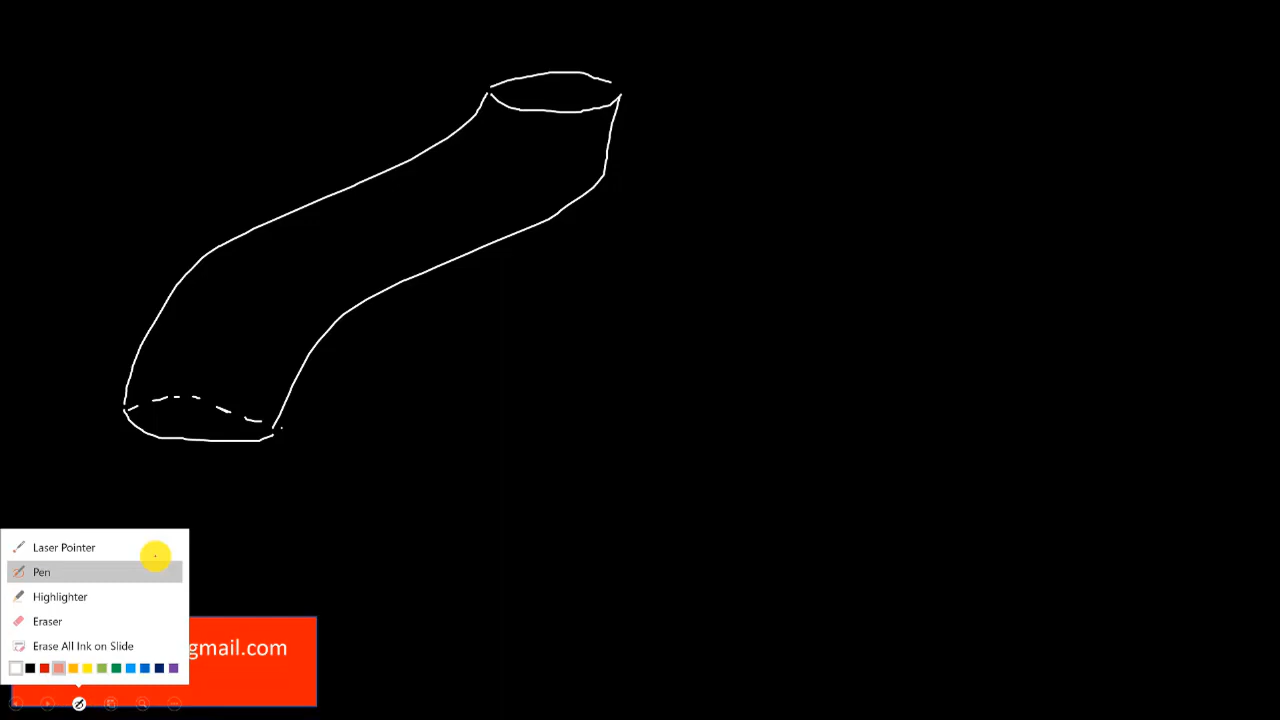 Laser Pointer
Pen
Highlighter
Eraser
Erase All Ink on Slide
gmail.com